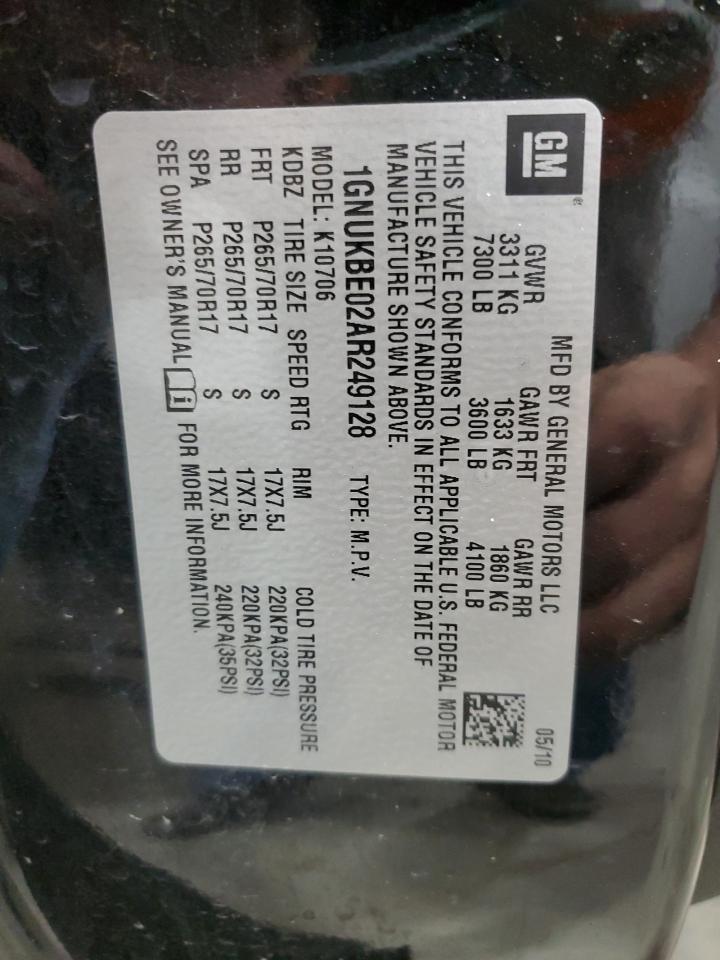 GM
MFD BY GENERAL MOTORS LLC 05/10
GVWR GAWR FRT GAWR RR
3311 KG 1633 KG 1860 KG
7300 LB 3600 LB 4100 LB
THIS VEHICLE CONFORMS TO ALL APPLICABLE U.S. FEDERAL MOTOR
VEHICLE SAFETY STANDARDS IN EFFECT ON THE DATE OF
MANUFACTURE SHOWN ABOVE.
1GNUKBE02AR249128 TYPE: M.P.V.
MODEL: K10706
KDBZ TIRE SIZE SPEED RTG RIM COLD TIRE PRESSURE
FRT P265/70R17 S 17X7.5J 220KPA(32PSI)
RR P265/70R17 S 17X7.5J 220KPA(32PSI)
SPA P265/70R17 S 17X7.5J 240KPA(35PSI)
SEE OWNER'S MANUAL FOR MORE INFORMATION.